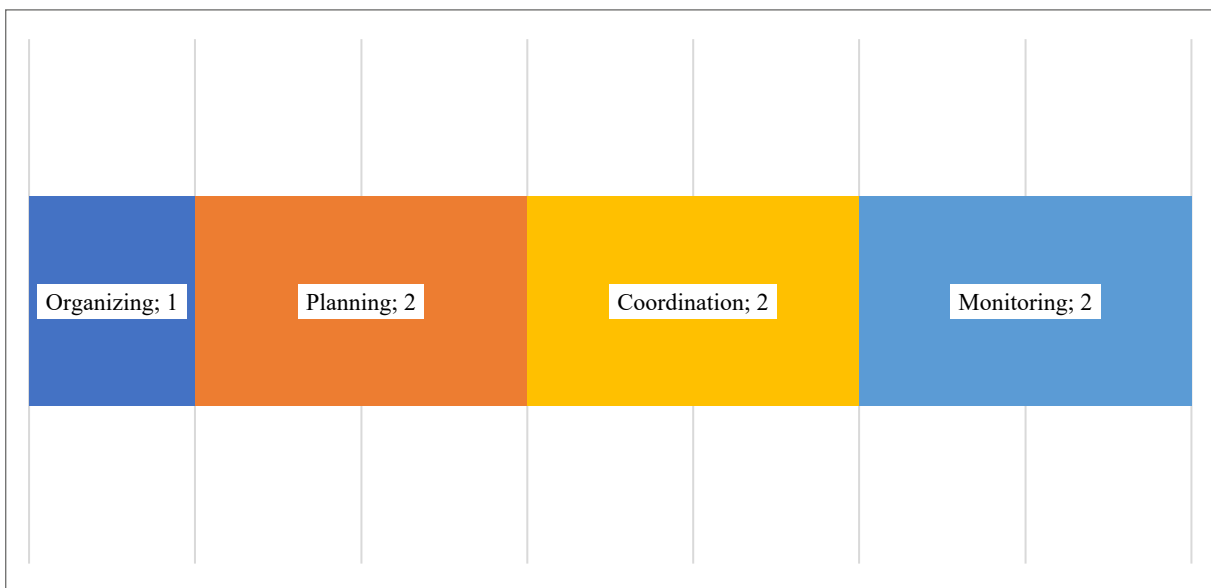 Organizing; 1
Planning; 2
Coordination; 2
Monitoring; 2